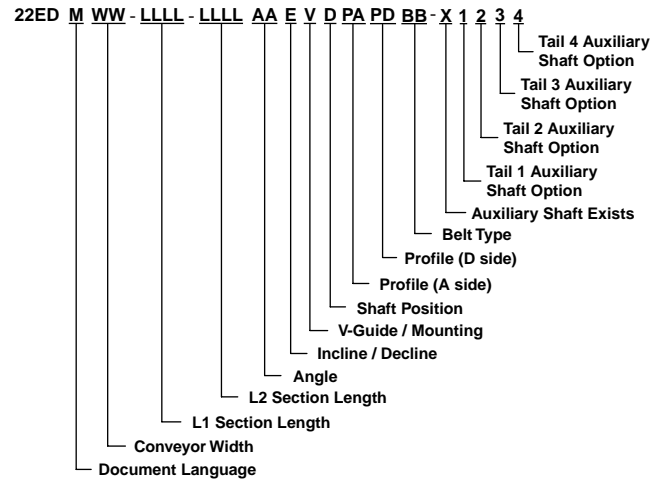 22ED M WW - LLLL - LLLL AA E V D PA PD BB - X 1 2 3 4
Tail 4 Auxiliary
Shaft Option
Tail 3 Auxiliary
Shaft Option
Tail 2 Auxiliary
Shaft Option
Tail 1 Auxiliary
Shaft Option
Auxiliary Shaft Exists
Belt Type
Profile (D side)
Profile (A side)
Shaft Position
V-Guide / Mounting
Incline / Decline
Angle
L2 Section Length
L1 Section Length
Conveyor Width
Document Language